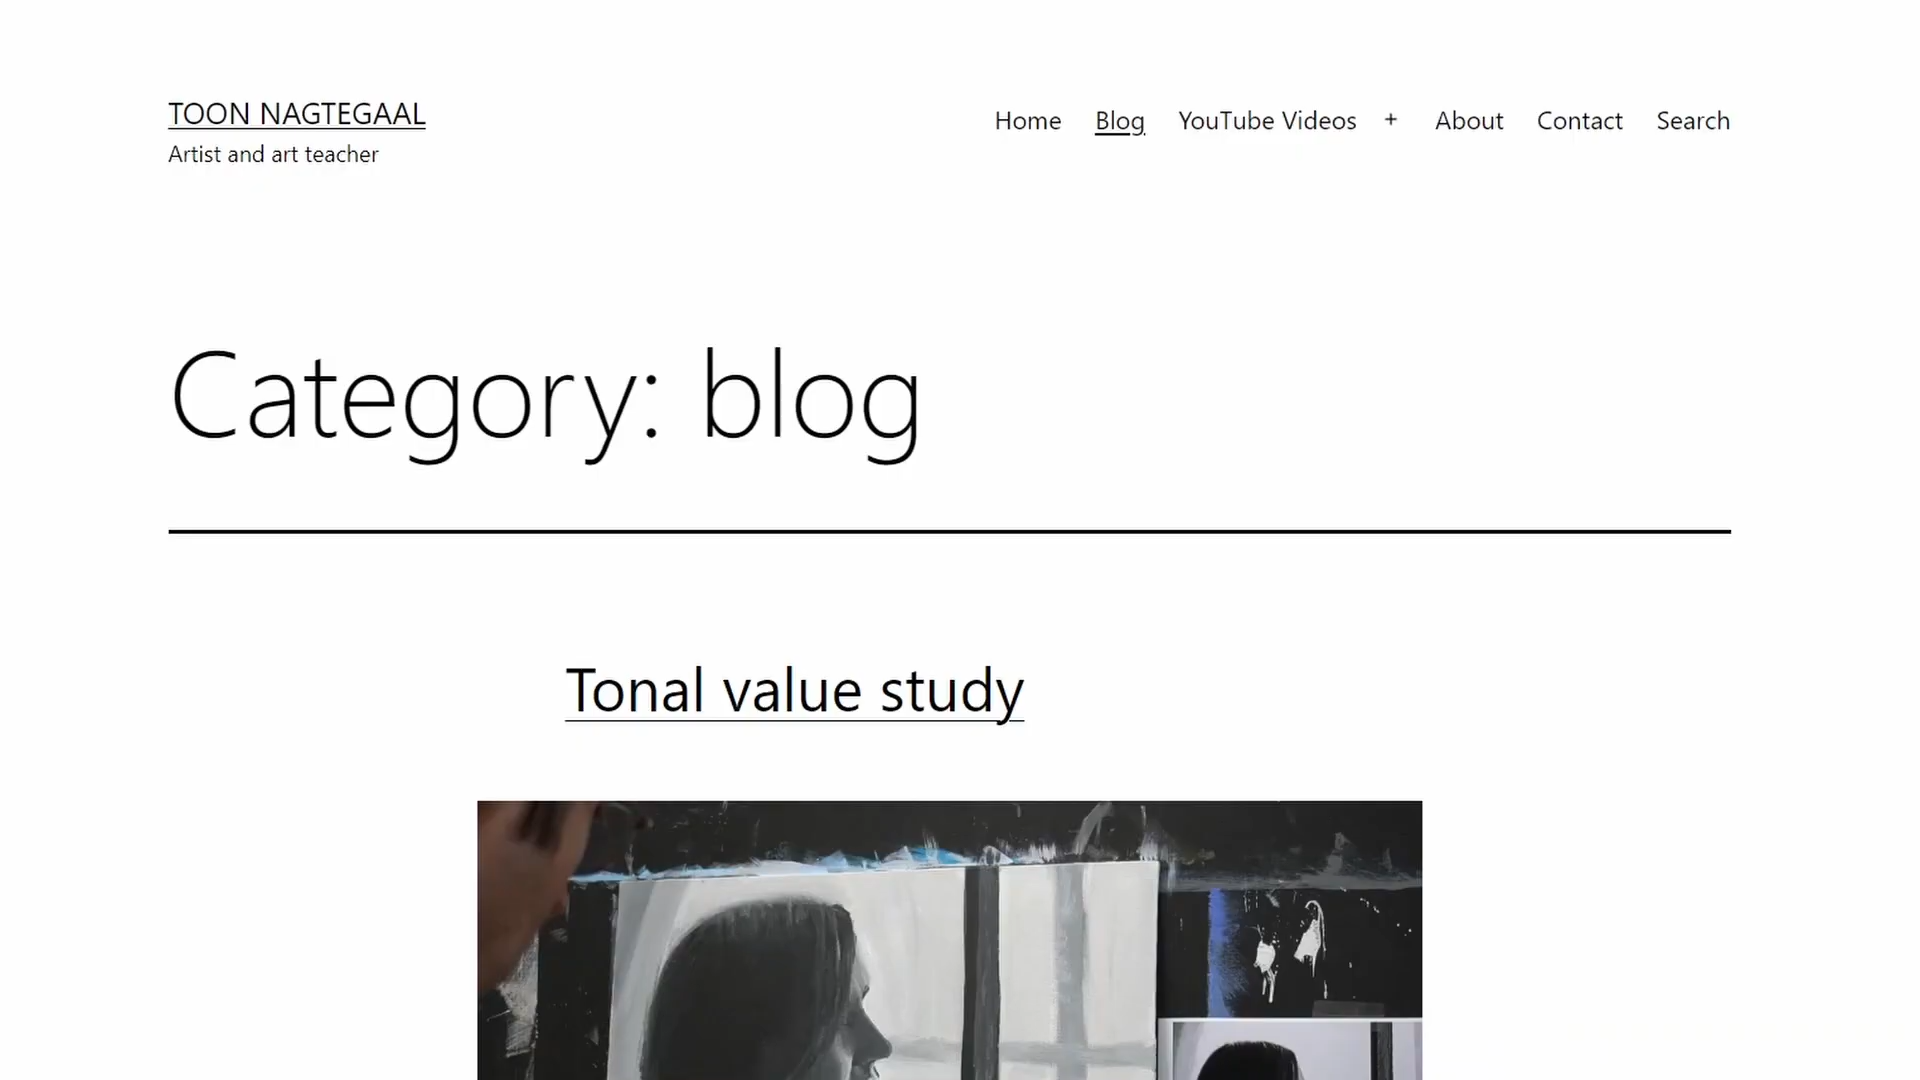 TOON NAGTEGAAL
Artist and art teacher
Home Blog YouTube Videos + About Contact Search
Category: blog
Tonal value study